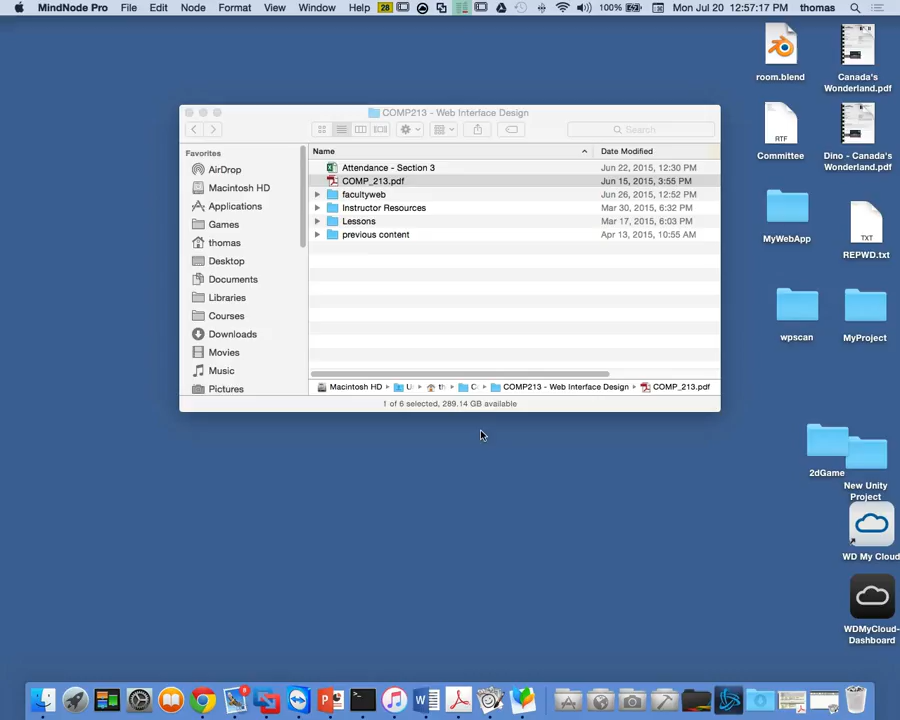 MindNode Pro File Edit Node Format View Window Help 28 100% Mon Jul 20 12:57:17 PM thomas
COMP213 - Web Interface Design
Search
Favorites
AirDrop
Macintosh HD
Applications
Games
thomas
Desktop
Documents
Libraries
Courses
Downloads
Movies
Music
Pictures
Name Date Modified
Attendance - Section 3 Jun 22, 2015, 12:30 PM
COMP_213.pdf Jun 15, 2015, 3:55 PM
facultyweb Jun 26, 2015, 12:52 PM
Instructor Resources Mar 30, 2015, 6:32 PM
Lessons Mar 17, 2015, 6:03 PM
previous content Apr 13, 2015, 10:55 AM
Macintosh HD U th C COMP213 - Web Interface Design COMP_213.pdf
1 of 6 selected, 289.14 GB available
room.blend
Canada's
Wonderland.pdf
RTF
Committee
Dino - Canada's
Wonderland.pdf
MyWebApp
TXT
REPWD.txt
wpscan
MyProject
2dGame
New Unity
Project
WD My Cloud
WDMyCloud-
Dashboard
8